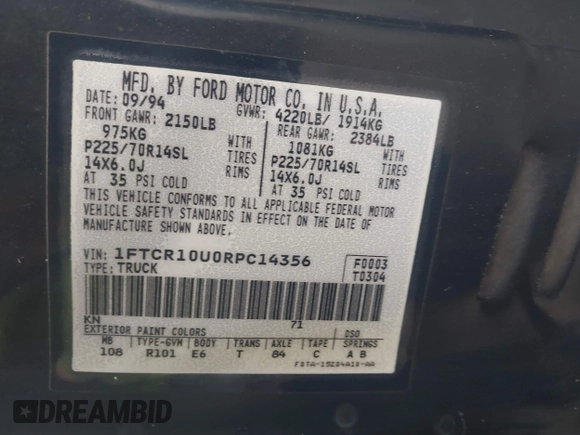 MFD. BY FORD MOTOR CO. IN U.S.A.
DATE: 09/94 GVWR: 4220LB/ 1914KG
FRONT GAWR: 2150LB REAR GAWR: 2384LB
975KG WITH 1081KG WITH
P225/70R14SL TIRES P225/70R14SL TIRES
14X6.0J RIMS 14X6.0J RIMS
AT 35 PSI COLD AT 35 PSI COLD
THIS VEHICLE CONFORMS TO ALL APPLICABLE FEDERAL MOTOR
VEHICLE SAFETY STANDARDS IN EFFECT ON THE DATE OF
MANUFACTURE SHOWN ABOVE.
VIN: 1FTCR10U0RPC14356 F0003
TYPE: TRUCK T0304
KN 71
EXTERIOR PAINT COLORS DSO
WB TYPE-GVW BODY TRANS AXLE TAPE SPRINGS
108 R101 E6 T 84 C A B
DREAMBID